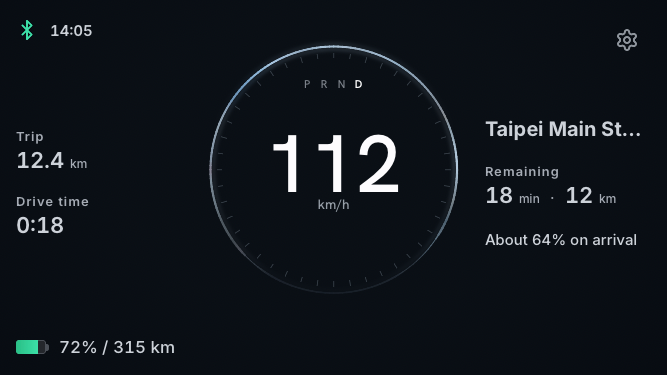 14:05
P R N D
Trip
12.4 km
Drive time
0:18
112
km/h
Taipei Main St...
Remaining
18 min · 12 km
About 64% on arrival
72% / 315 km